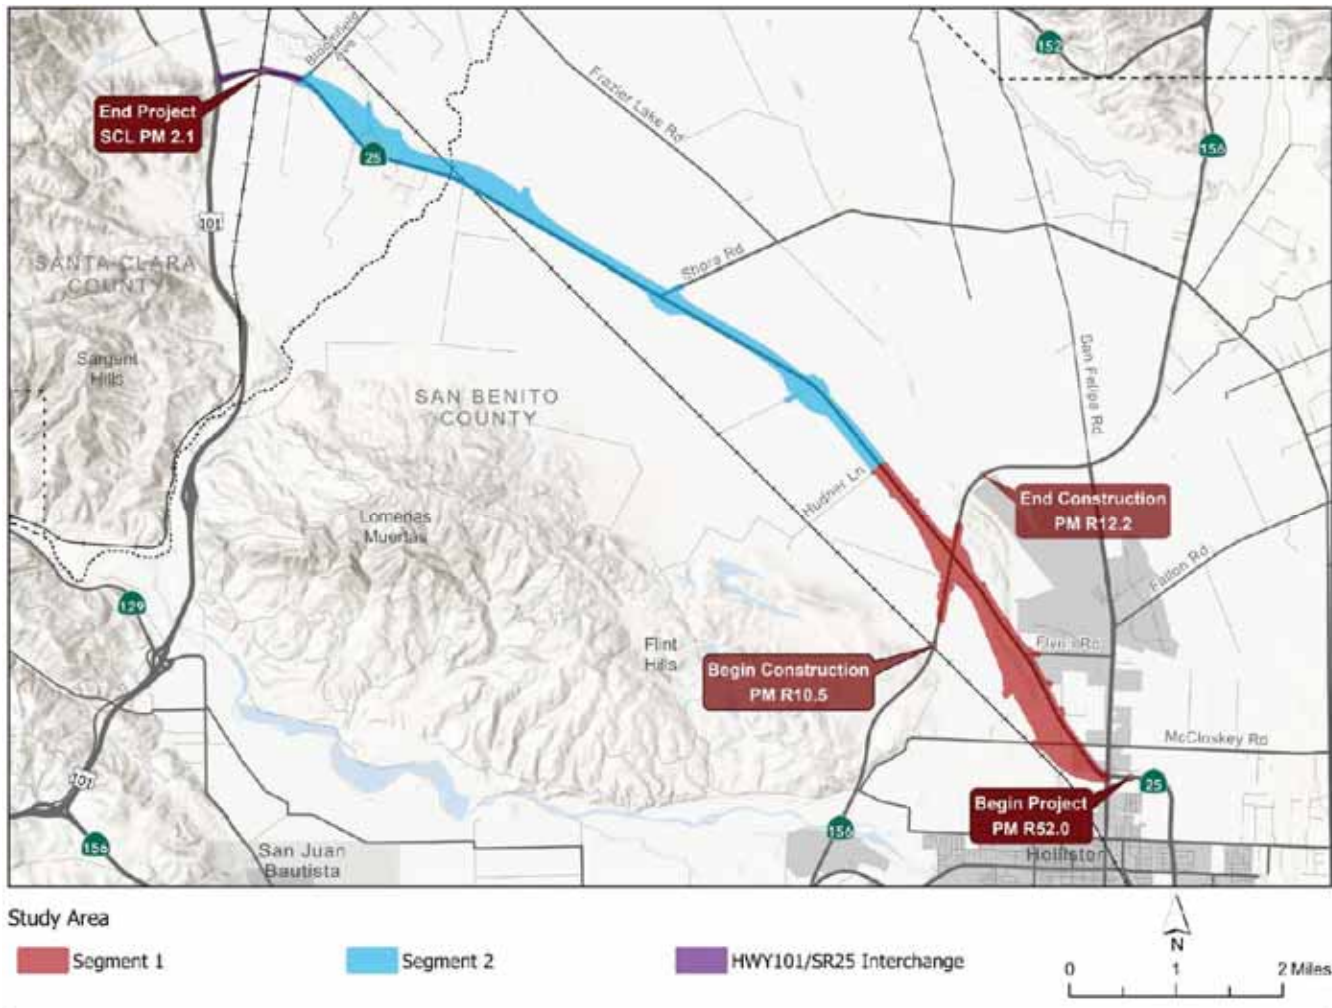 Bloomfield
Ave
152
Frazier Lake Rd
End Project
SCL PM 2.1
156
25
101
Shore Rd
SANTA CLARA
COUNTY
Sargent
Hills
San Felipe Rd
SAN BENITO
COUNTY
Hudner Ln
End Construction
PM R12.2
Lomerias
Muertas
Fallon Rd
129
Flint
Hills
Flynn Rd
Begin Construction
PM R10.5
McCloskey Rd
101
25
Begin Project
PM R52.0
156
156
San Juan
Bautista
Hollister
Study Area
Segment 1
Segment 2
HWY101/SR25 Interchange
N
0 1 2 Miles